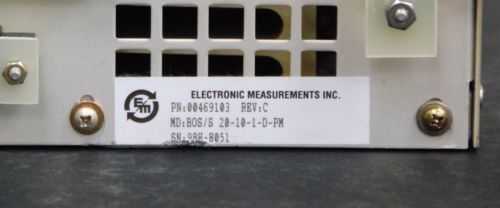 ELECTRONIC MEASUREMENTS INC.
E/M
PN:00469103 REV:C
MD:BOS/S 20-10-1-D-PM
SN:98H-8051